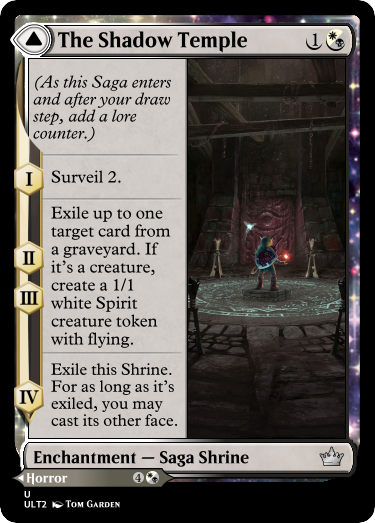 The Shadow Temple 1
(As this Saga enters
and after your draw
step, add a lore
counter.)
I Surveil 2.
II
III
Exile up to one
target card from
a graveyard. If
it's a creature,
create a 1/1
white Spirit
creature token
with flying.
IV
Exile this Shrine.
For as long as it's
exiled, you may
cast its other face.
Enchantment — Saga Shrine
Horror 4
U
ULT2 Tom Garden